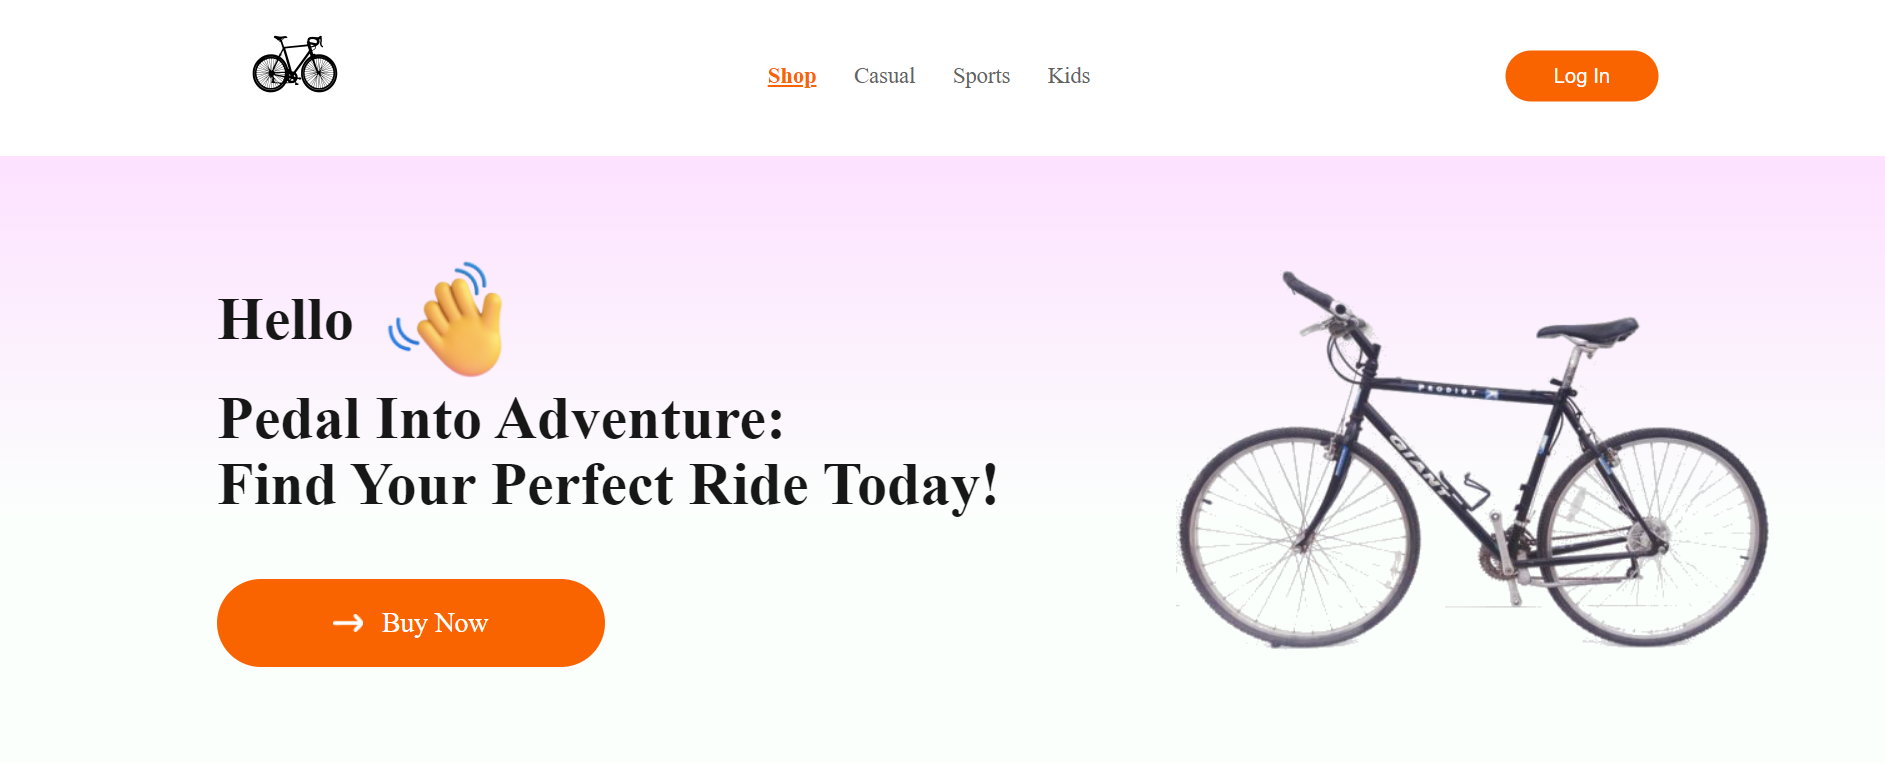 Shop Casual Sports Kids Log In
Hello
Pedal Into Adventure:
Find Your Perfect Ride Today!
Buy Now
PRODIGY
GIANT